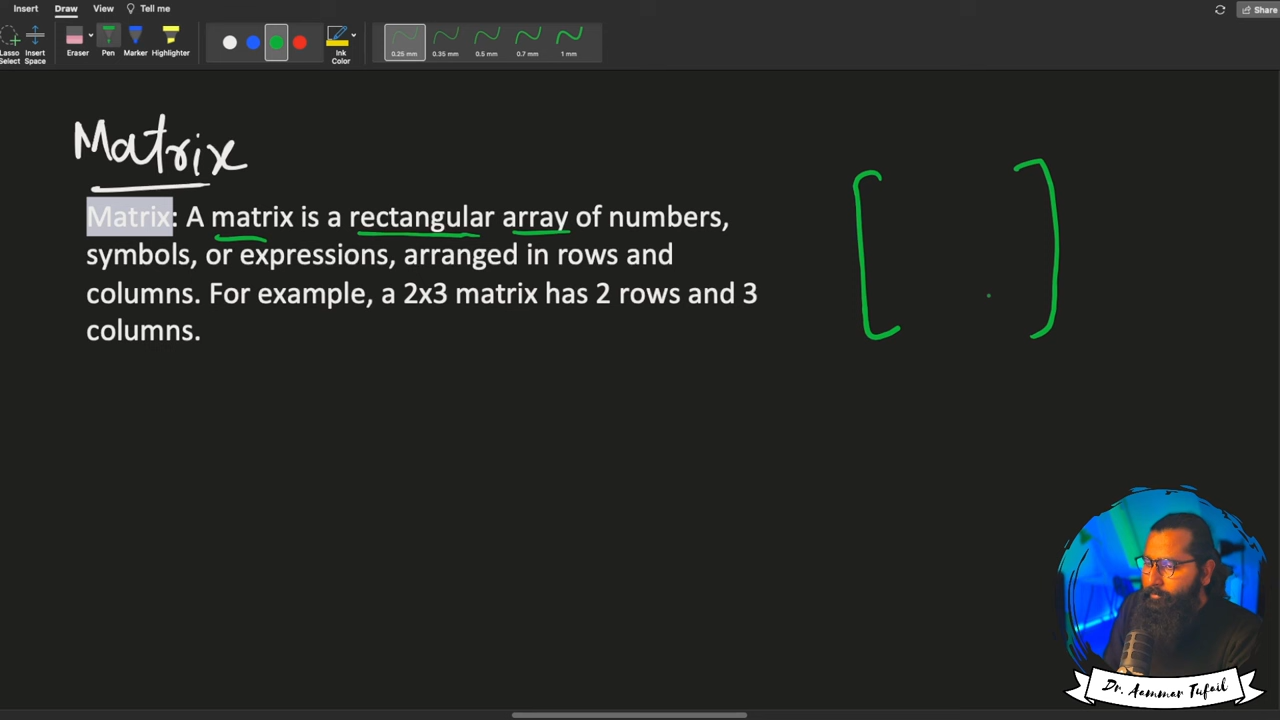 Insert Draw View Tell me Share
Lasso Select Insert Space Eraser Pen Marker Highlighter Ink Color 0.25 mm 0.35 mm 0.5 mm 0.7 mm 1 mm
Matrix
Matrix: A matrix is a rectangular array of numbers,
symbols, or expressions, arranged in rows and
columns. For example, a 2x3 matrix has 2 rows and 3
columns.
Dr. Aammar Tufail